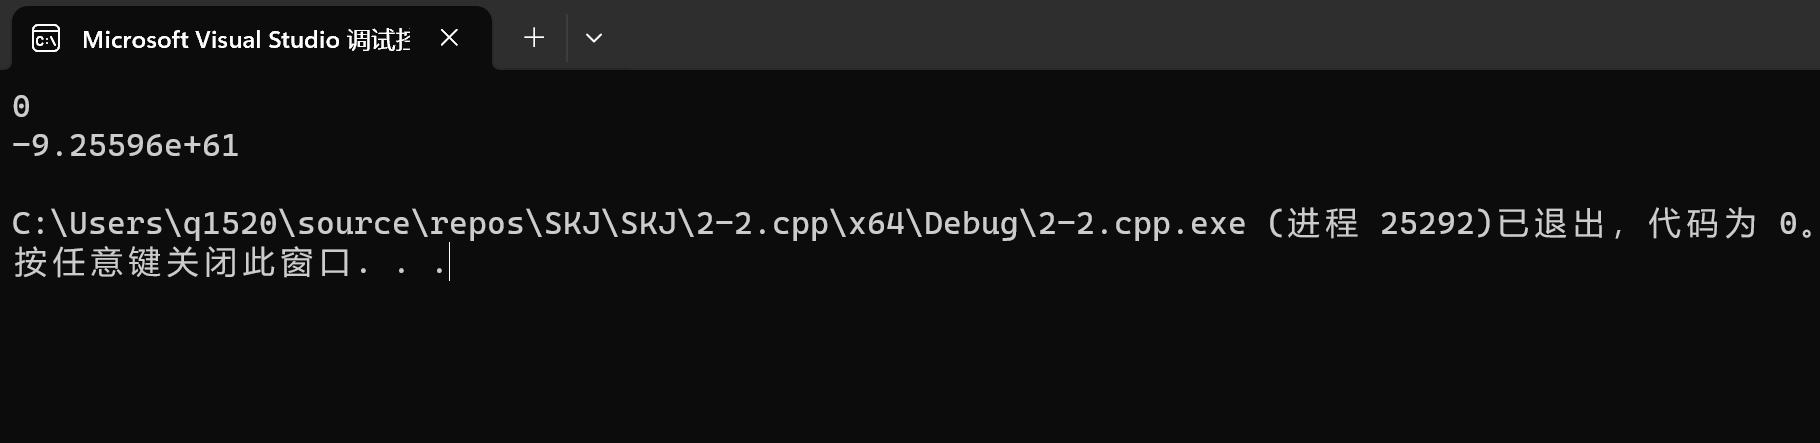 Microsoft Visual Studio 调试
0
-9.25596e+61
C:\Users\q1520\source\repos\SKJ\SKJ\2-2.cpp\x64\Debug\2-2.cpp.exe (进程 25292)已退出，代码为 0。
按任意键关闭此窗口. . .